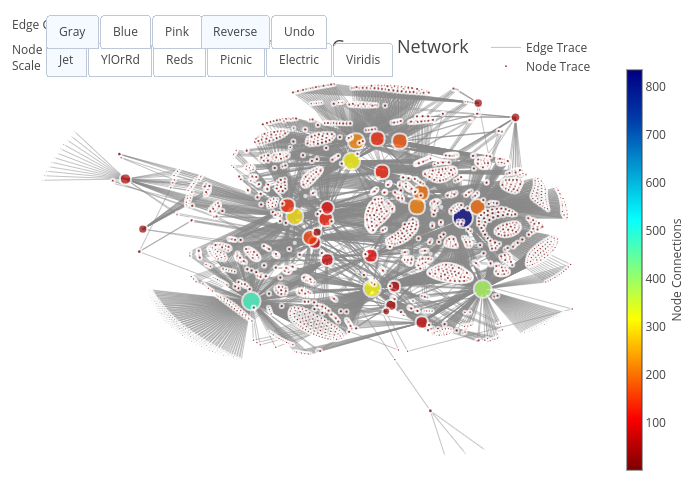 Edge
Gray Blue Pink Reverse Undo
Node
Scale
Jet YlOrRd Reds Picnic Electric Viridis
Network
Edge Trace
Node Trace
800
700
600
500
400
300
200
100
Node Connections